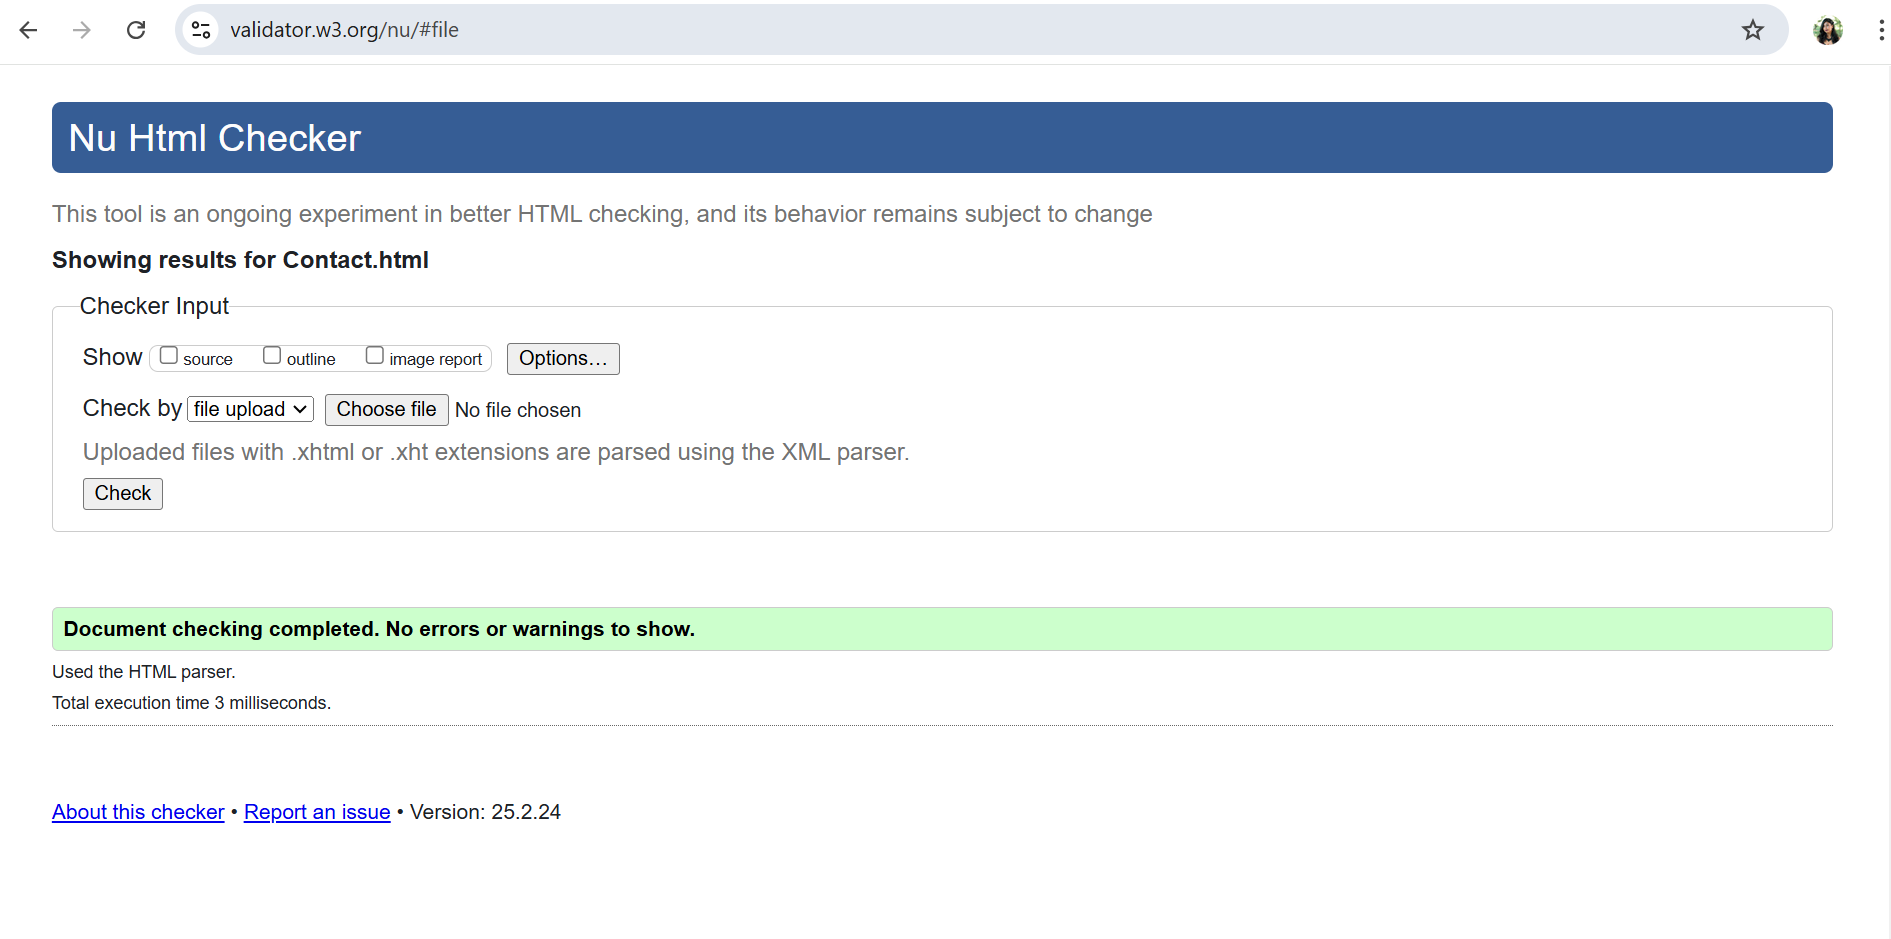 validator.w3.org/nu/#file
Nu Html Checker
This tool is an ongoing experiment in better HTML checking, and its behavior remains subject to change
Showing results for Contact.html
Checker Input
Show source outline image report Options...
Check by file upload Choose file No file chosen
Uploaded files with .xhtml or .xht extensions are parsed using the XML parser.
Check
Document checking completed. No errors or warnings to show.
Used the HTML parser.
Total execution time 3 milliseconds.
About this checker • Report an issue • Version: 25.2.24